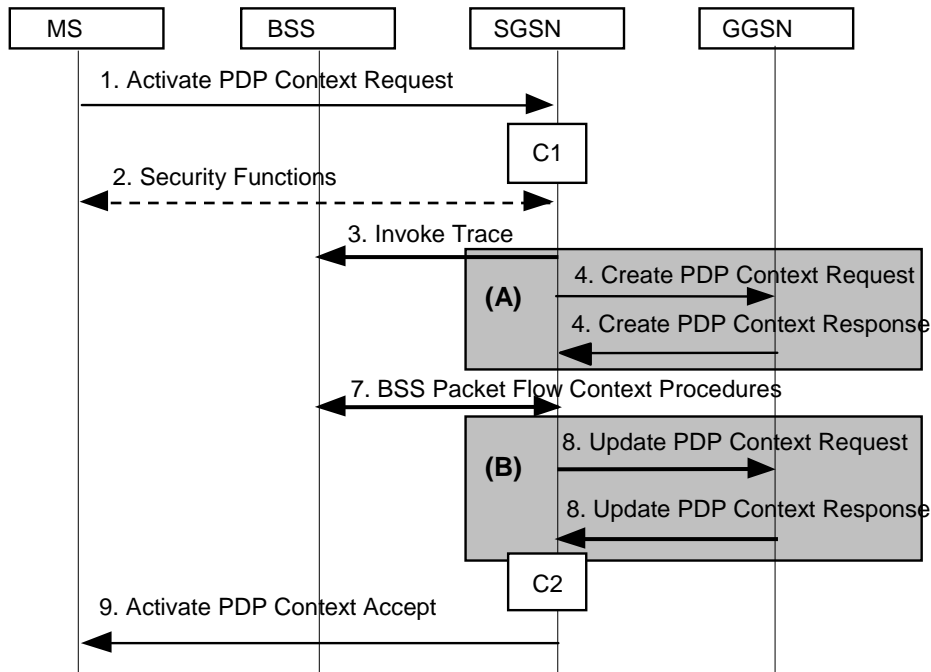 MS
BSS
SGSN
GGSN
1. Activate PDP Context Request
C1
2. Security Functions
3. Invoke Trace
(A)
4. Create PDP Context Request
4. Create PDP Context Response
7. BSS Packet Flow Context Procedures
(B)
8. Update PDP Context Request
8. Update PDP Context Response
C2
9. Activate PDP Context Accept